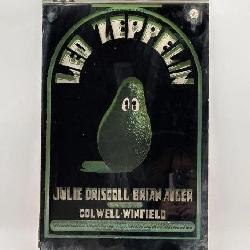 LED ZEPPELIN
JULIE DRISCOLL · BRIAN AUGER
COLWELL-WINFIELD